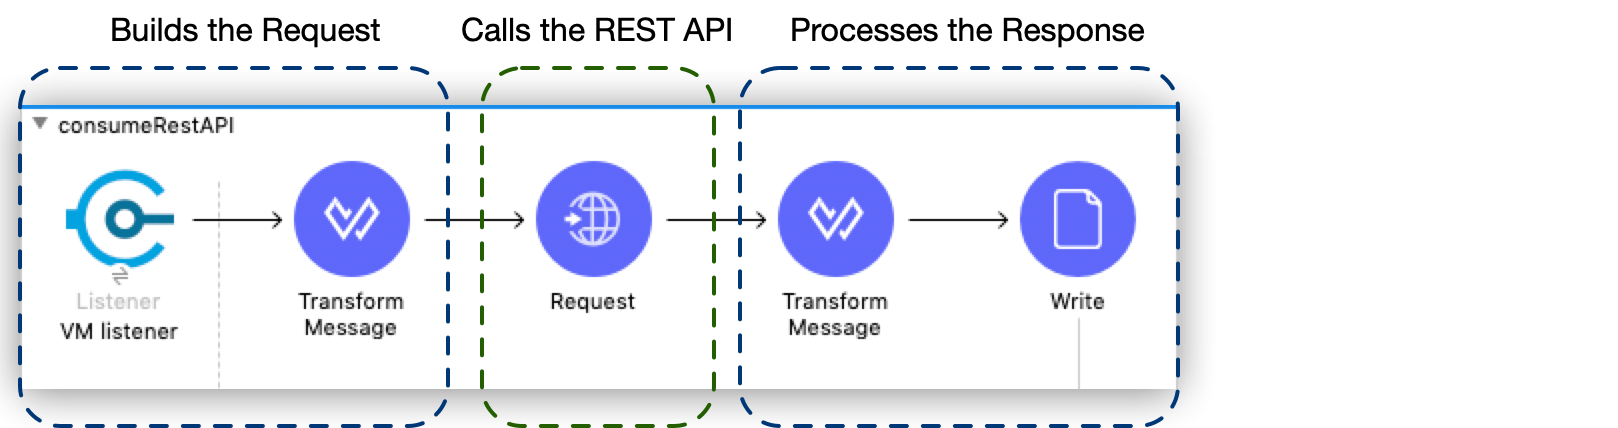 Builds the Request
Calls the REST API
Processes the Response
consumeRestAPI
Listener
VM listener
Transform
Message
Request
Transform
Message
Write